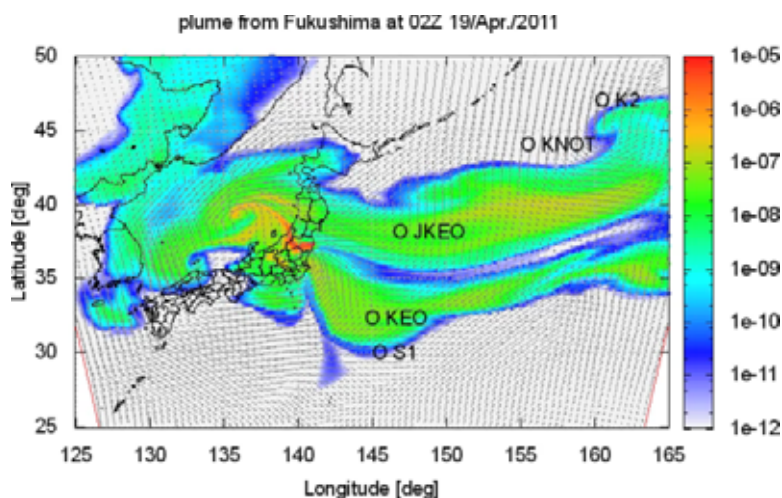 plume from Fukushima at 02Z 19/Apr./2011
50
45
40
35
30
25
Latitude [deg]
125 130 135 140 145 150 155 160 165
Longitude [deg]
O K2
O KNOT
O JKEO
O KEO
O S1
1e-05
1e-06
1e-07
1e-08
1e-09
1e-10
1e-11
1e-12